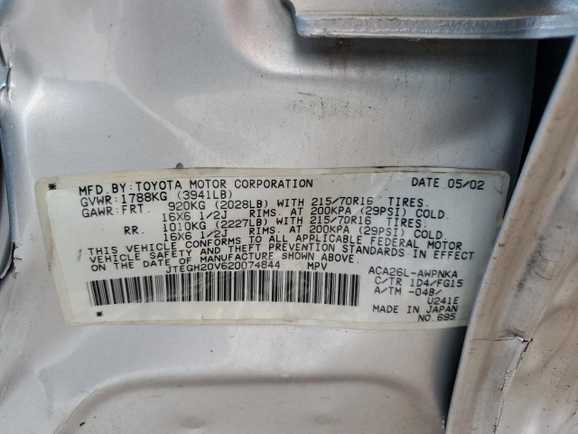 MFD. BY: TOYOTA MOTOR CORPORATION DATE 05/02
GVWR: 1788KG (3941LB)
GAWR: FRT. 920KG (2028LB) WITH 215/70R16 TIRES.
16X6 1/2J RIMS. AT 200KPA (29PSI) COLD.
RR. 1010KG (2227LB) WITH 215/70R16 TIRES.
16X6 1/2J RIMS. AT 200KPA (29PSI) COLD.
THIS VEHICLE CONFORMS TO ALL APPLICABLE FEDERAL MOTOR
VEHICLE SAFETY AND BUMPER STANDARDS IN EFFECT
ON THE DATE OF MANUFACTURE SHOWN ABOVE.
JTEGH20V620074844 MPV ACA26L-AWPNKA
C/TR 1D4/FG15
A/TM -04B/
U241E
MADE IN JAPAN
NO. 695